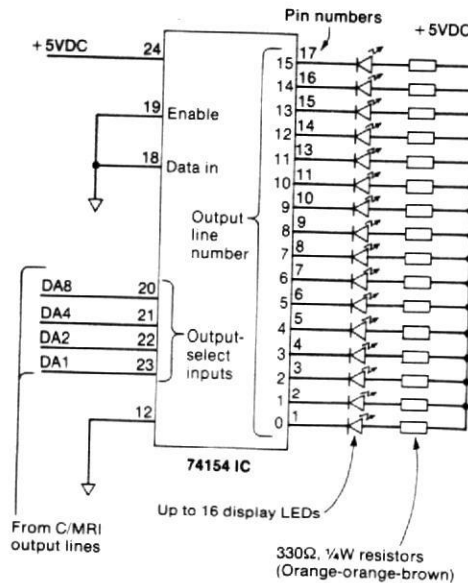 Pin numbers
+5VDC
+5VDC
24
19
Enable
18
Data in
Output
line
number
15 17
14 16
13 15
12 14
11 13
10 11
9 10
8 9
7 8
6 7
5 6
4 5
3 4
2 3
1 2
0 1
DA8 20
DA4 21
DA2 22
DA1 23
Output-
select
inputs
12
74154 IC
From C/MRI
output lines
Up to 16 display LEDs
330Ω, ¼W resistors
(Orange-orange-brown)